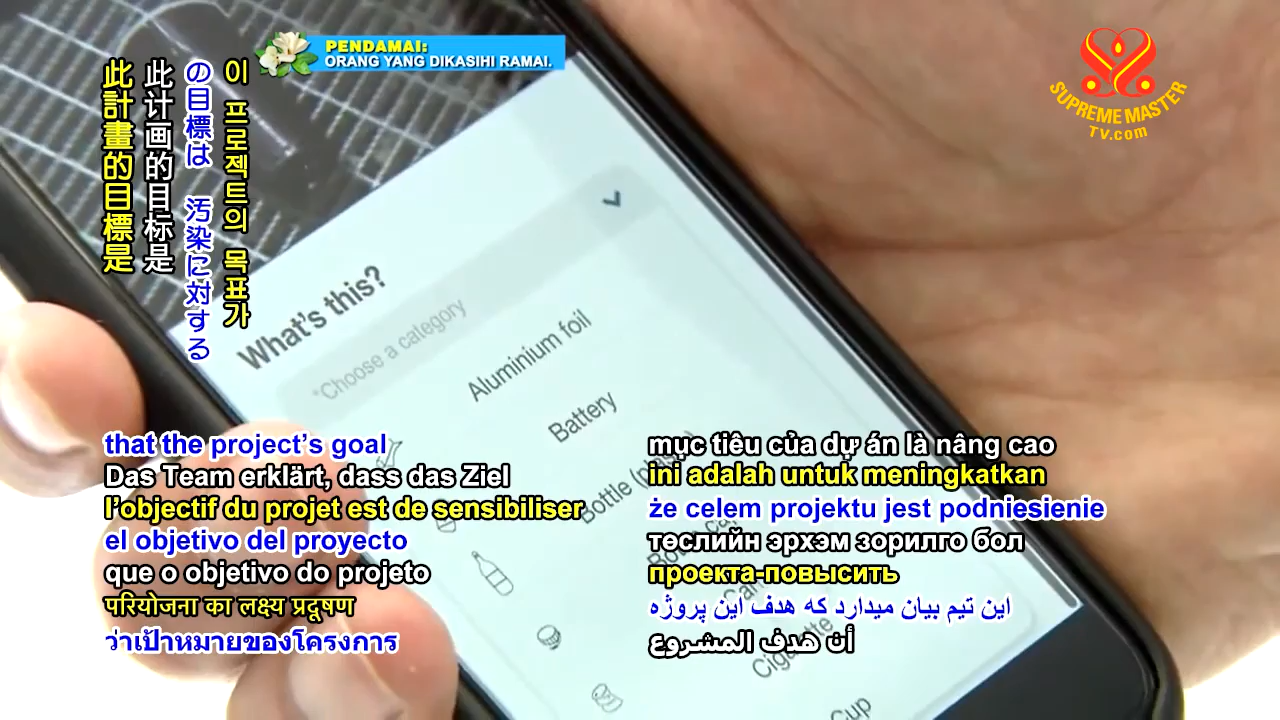 PENDAMAI:
ORANG YANG DIKASIHI RAMAI.
SUPREME MASTER
TV.com
이 프로젝트의 목표가
の目標は 汚染に対する
此计画的目标是
此計畫的目標是
What's this?
*Choose a category
Aluminium foil
Battery
Bottle
Cigarette
Cup
that the project's goal
Das Team erklärt, dass das Ziel
l'objectif du projet est de sensibiliser
el objetivo del proyecto
que o objetivo do projeto
परियोजना का लक्ष्य प्रदूषण
ว่าเป้าหมายของโครงการ
mục tiêu của dự án là nâng cao
ini adalah untuk meningkatkan
że celem projektu jest podniesienie
төслийн эрхэм зорилго бол
проекта-повысить
این تیم بیان میدارد که هدف این پروژه
أن هدف المشروع